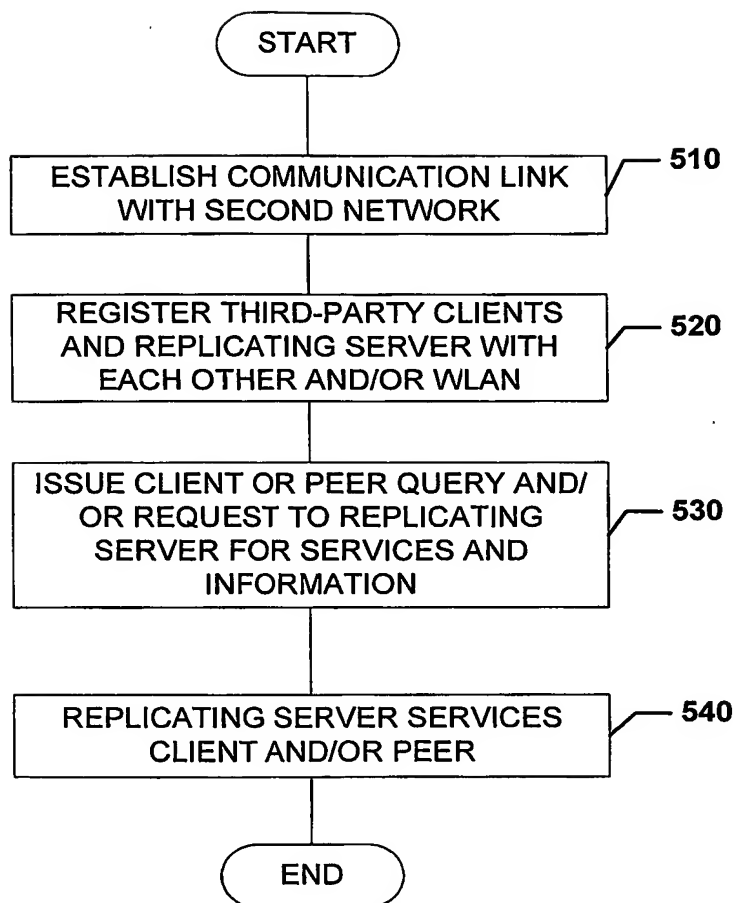 START
ESTABLISH COMMUNICATION LINK
WITH SECOND NETWORK
510
REGISTER THIRD-PARTY CLIENTS
AND REPLICATING SERVER WITH
EACH OTHER AND/OR WLAN
520
ISSUE CLIENT OR PEER QUERY AND/
OR REQUEST TO REPLICATING
SERVER FOR SERVICES AND
INFORMATION
530
REPLICATING SERVER SERVICES
CLIENT AND/OR PEER
540
END